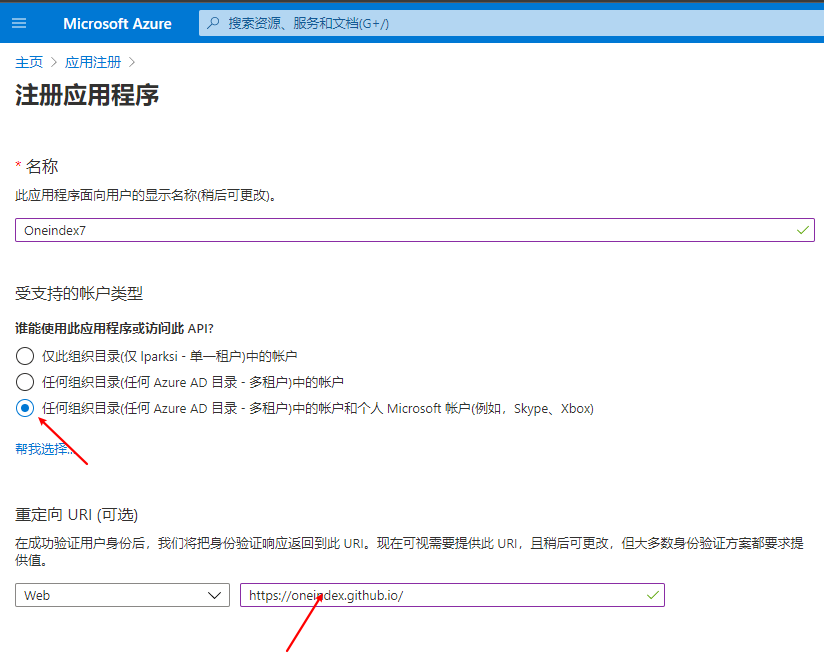 Microsoft Azure 搜索资源、服务和文档(G+/)
主页 > 应用注册 >
注册应用程序
* 名称
此应用程序面向用户的显示名称(稍后可更改)。
Oneindex7
受支持的帐户类型
谁能使用此应用程序或访问此 API?
仅此组织目录(仅 lparksi - 单一租户)中的帐户
任何组织目录(任何 Azure AD 目录 - 多租户)中的帐户
任何组织目录(任何 Azure AD 目录 - 多租户)中的帐户和个人 Microsoft 帐户(例如，Skype、Xbox)
帮我选择...
重定向 URI (可选)
在成功验证用户身份后，我们将把身份验证响应返回到此 URI。现在可视需要提供此 URI，且稍后可更改，但大多数身份验证方案都要求提
供值。
Web https://oneindex.github.io/